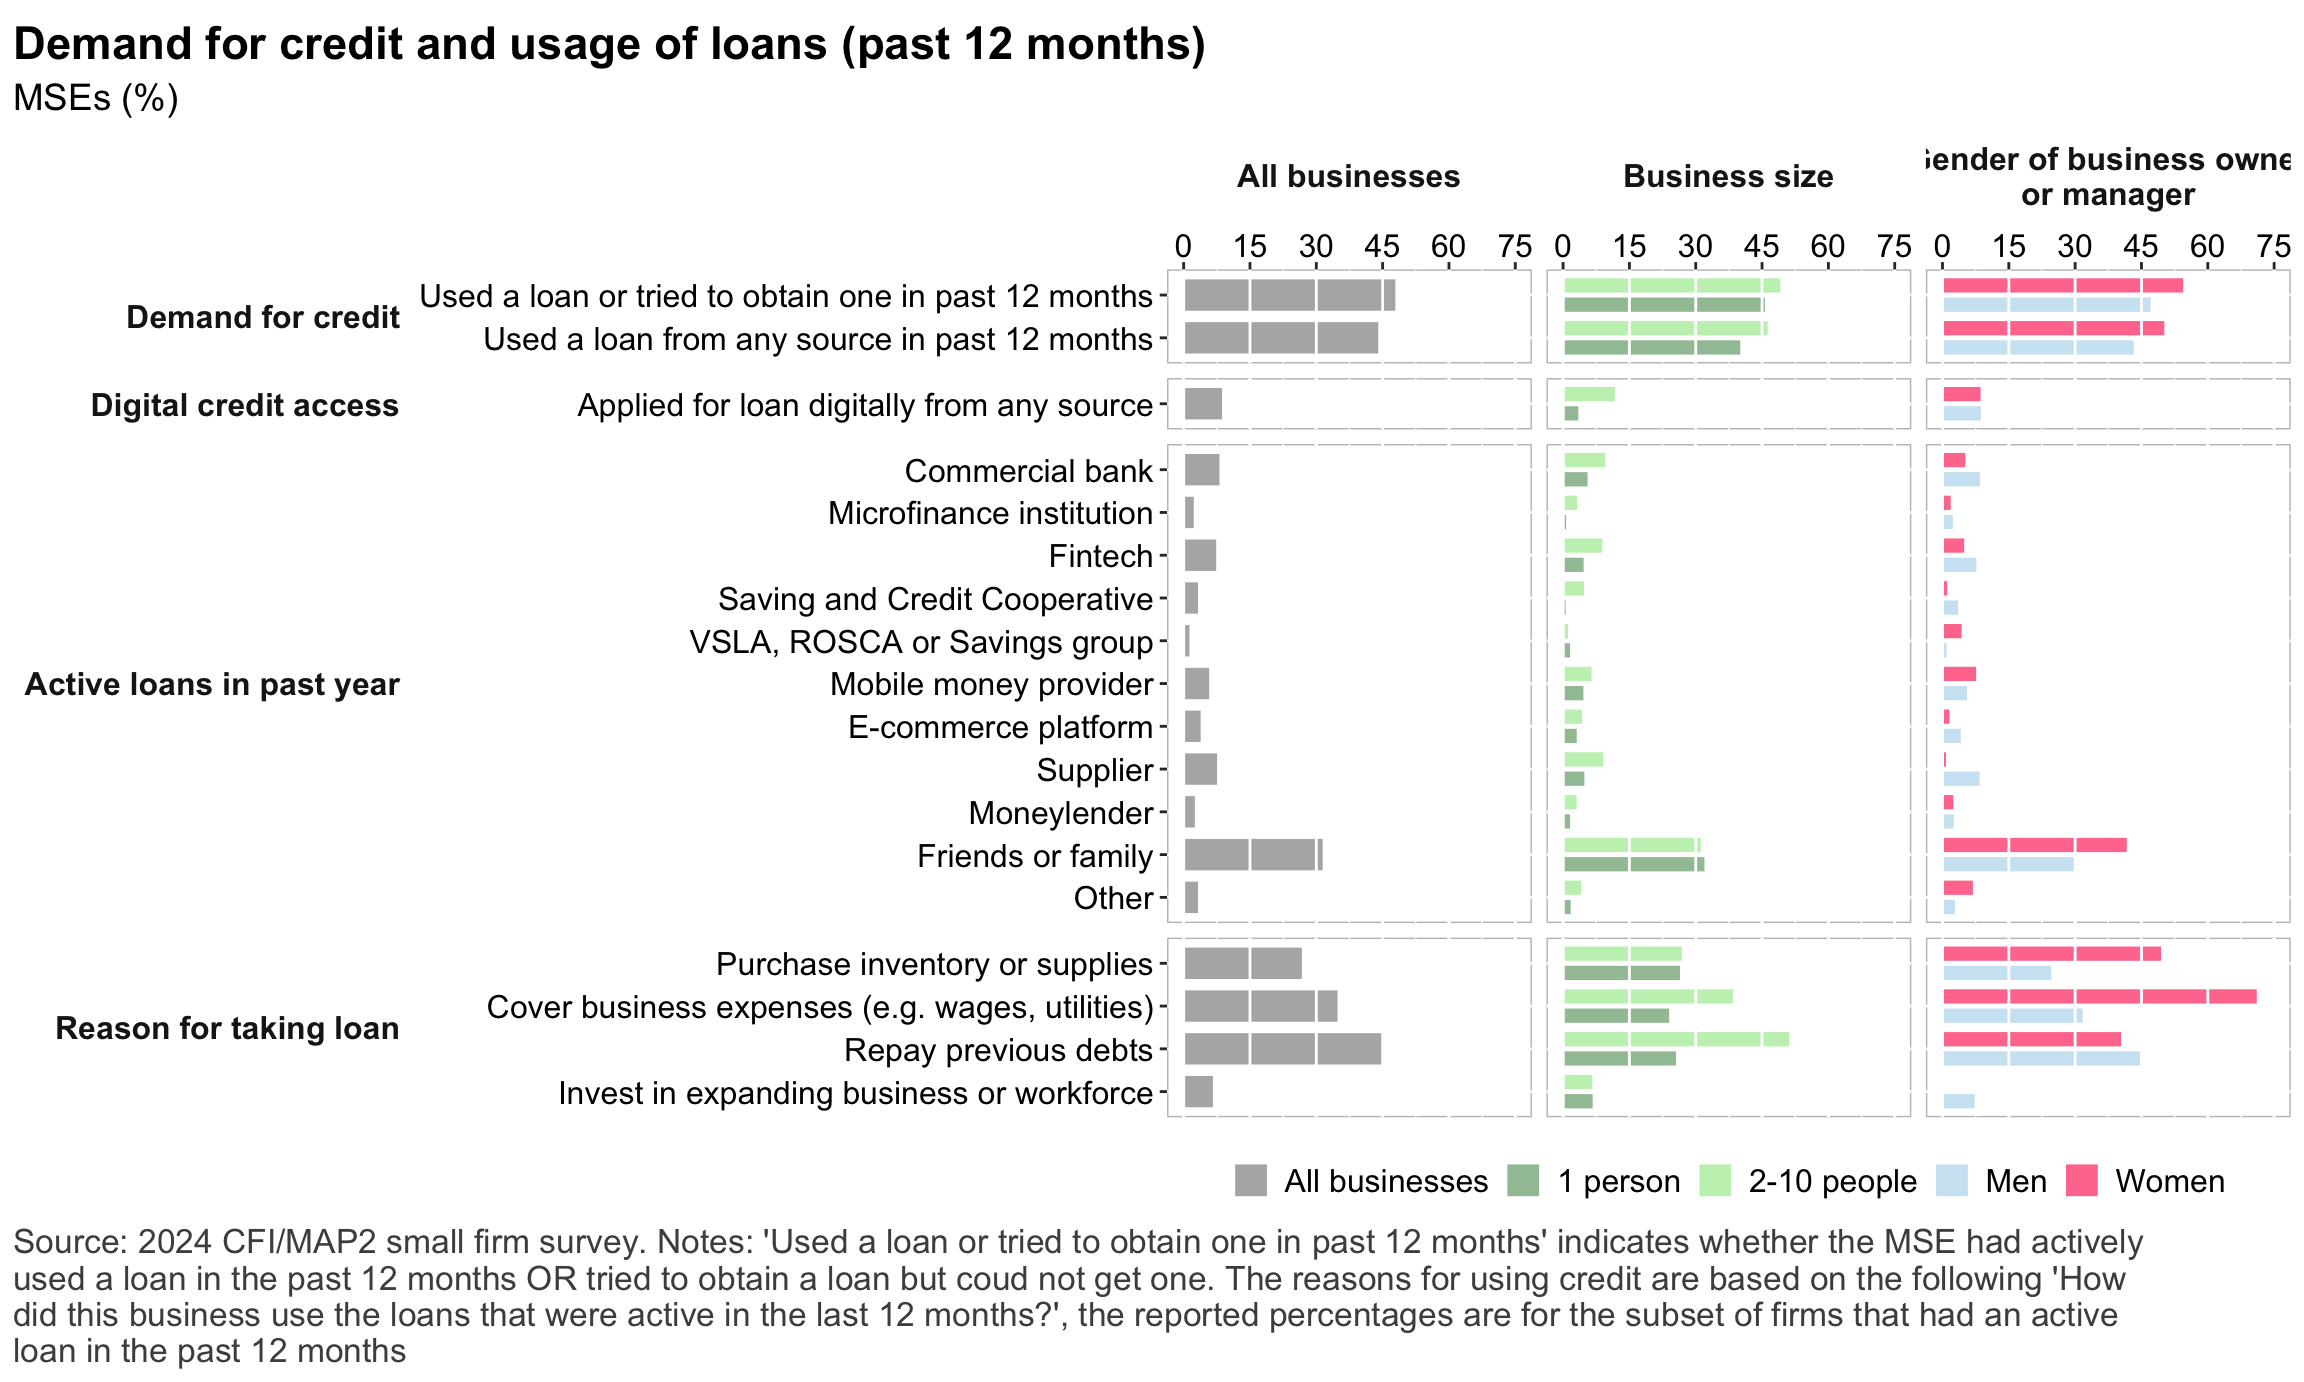 Demand for credit and usage of loans (past 12 months)
MSEs (%)
All businesses
Business size
Gender of business owne
or manager
0 15 30 45 60 75 0 15 30 45 60 75 0 15 30 45 60 75
Demand for credit
Used a loan or tried to obtain one in past 12 months
Used a loan from any source in past 12 months
Digital credit access
Applied for loan digitally from any source
Active loans in past year
Commercial bank
Microfinance institution
Fintech
Saving and Credit Cooperative
VSLA, ROSCA or Savings group
Mobile money provider
E-commerce platform
Supplier
Moneylender
Friends or family
Other
Reason for taking loan
Purchase inventory or supplies
Cover business expenses (e.g. wages, utilities)
Repay previous debts
Invest in expanding business or workforce
All businesses 1 person 2-10 people Men Women
Source: 2024 CFI/MAP2 small firm survey. Notes: 'Used a loan or tried to obtain one in past 12 months' indicates whether the MSE had actively
used a loan in the past 12 months OR tried to obtain a loan but coud not get one. The reasons for using credit are based on the following 'How
did this business use the loans that were active in the last 12 months?', the reported percentages are for the subset of firms that had an active
loan in the past 12 months